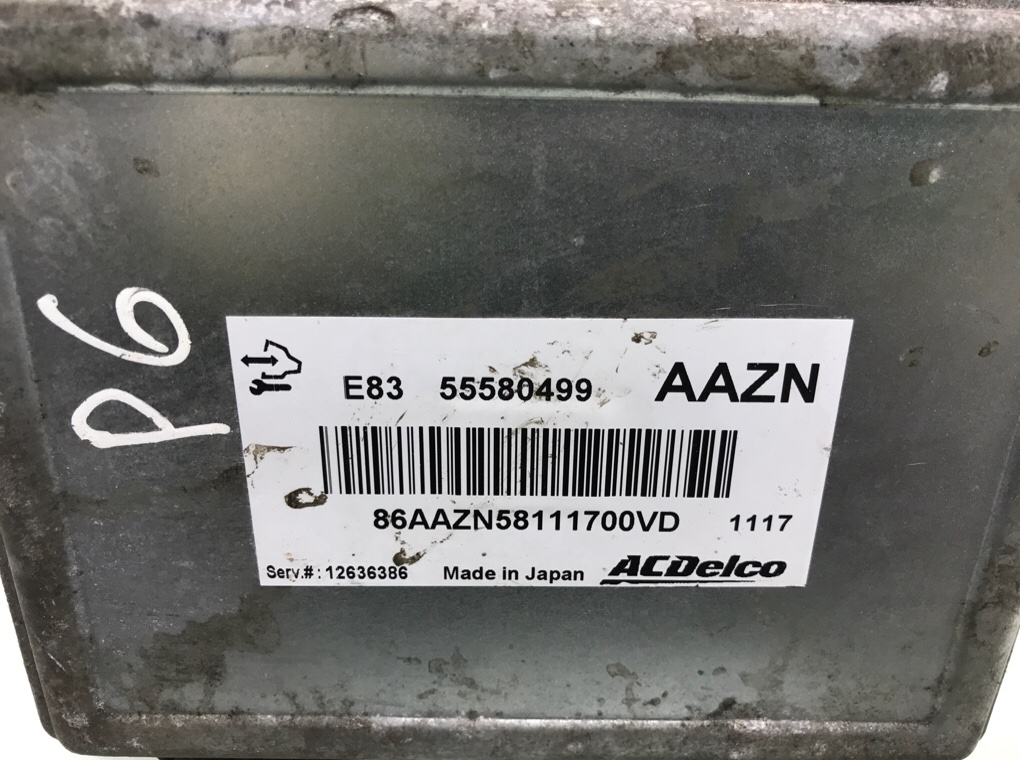 P6
E83 55580499 AAZN
86AAZN58111700VD 1117
Serv.#: 12636386 Made in Japan ACDelco